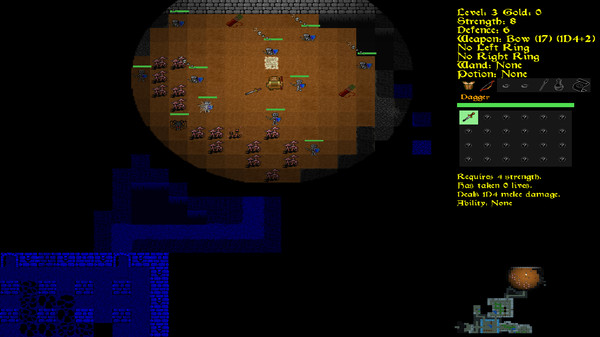 Level: 3 Gold: 0
Strength: 8
Defence: 6
Weapon: Bow (17) (1D4+2)
No Left Ring
No Right Ring
Wand: None
Potion: None
Dagger
Requires 4 strength.
Has taken 0 lives.
Deals 1D4 melee damage.
Ability: None